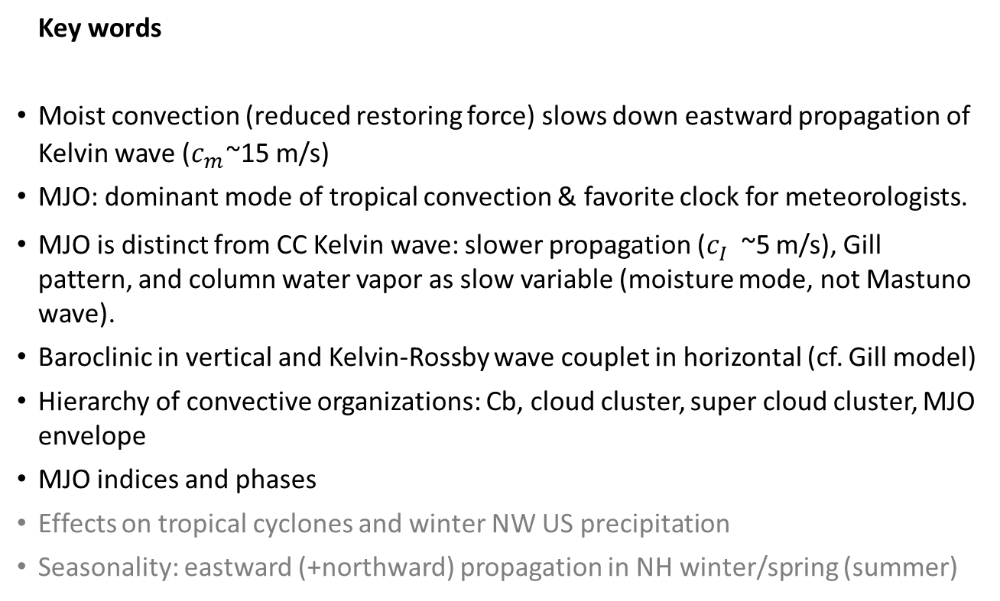 Key words
• Moist convection (reduced restoring force) slows down eastward propagation of
Kelvin wave (c_m ~15 m/s)
• MJO: dominant mode of tropical convection & favorite clock for meteorologists.
• MJO is distinct from CC Kelvin wave: slower propagation (c_I ~5 m/s), Gill
pattern, and column water vapor as slow variable (moisture mode, not Mastuno
wave).
• Baroclinic in vertical and Kelvin-Rossby wave couplet in horizontal (cf. Gill model)
• Hierarchy of convective organizations: Cb, cloud cluster, super cloud cluster, MJO
envelope
• MJO indices and phases
• Effects on tropical cyclones and winter NW US precipitation
• Seasonality: eastward (+northward) propagation in NH winter/spring (summer)